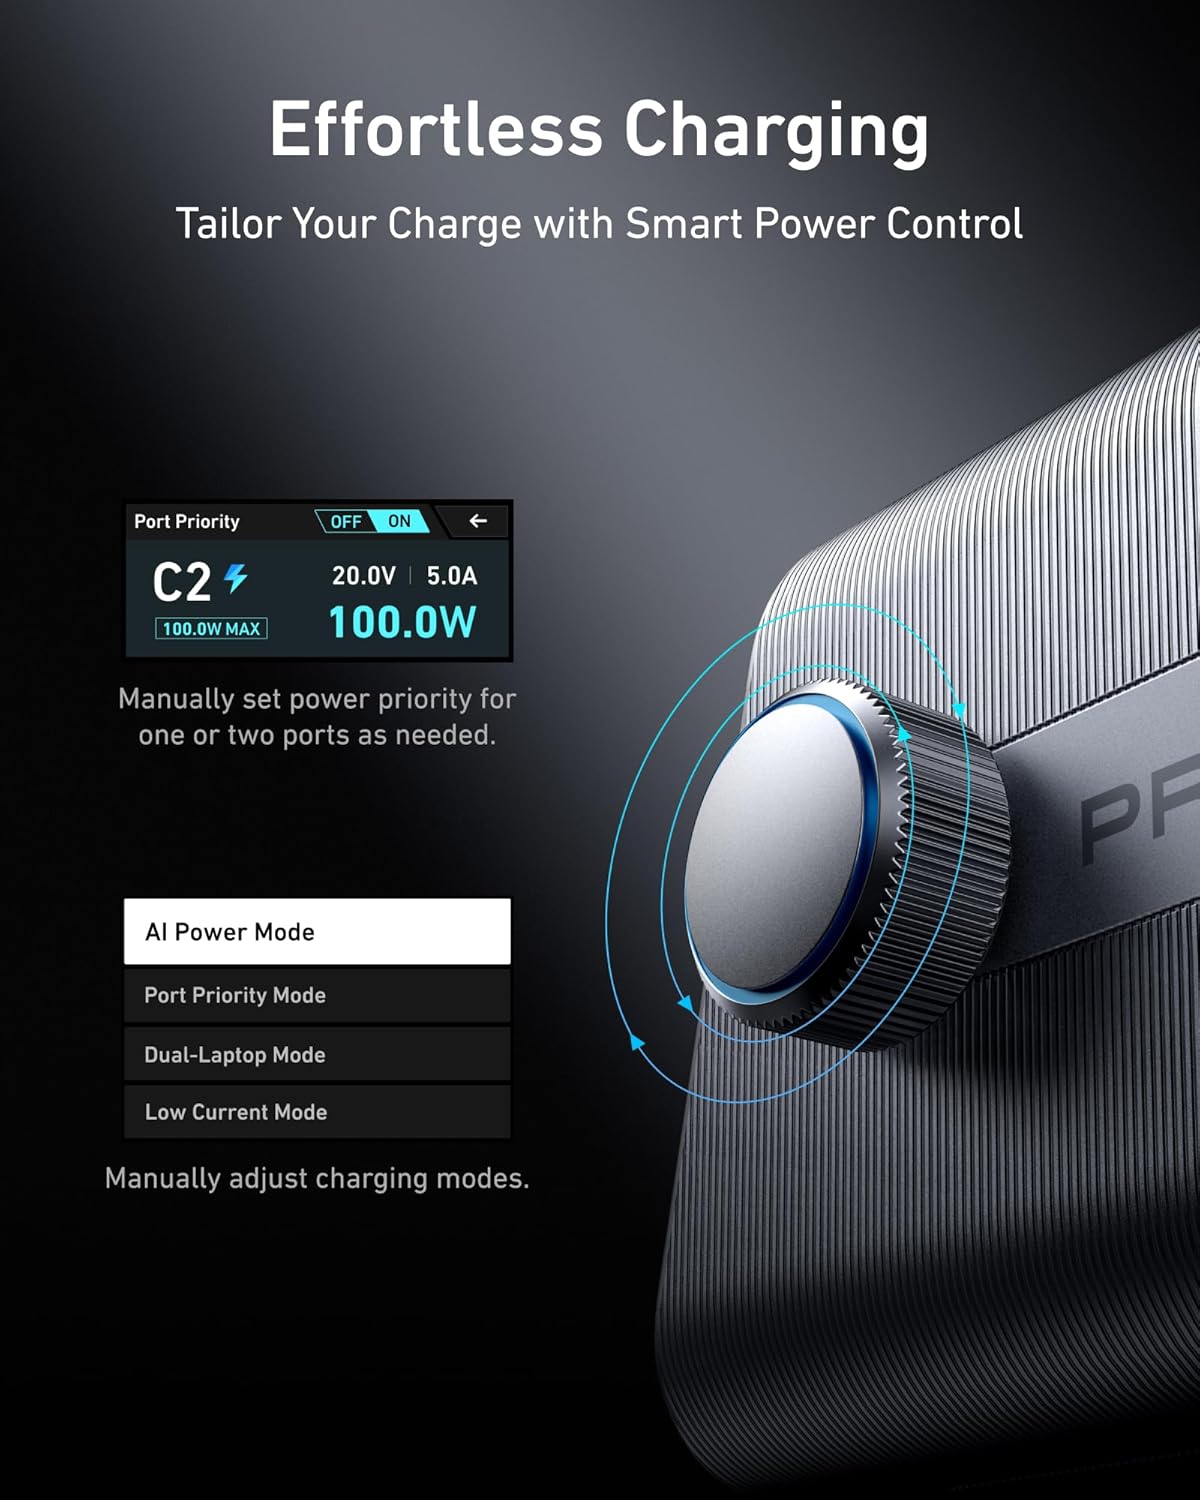 Effortless Charging
Tailor Your Charge with Smart Power Control
Port Priority OFF ON
C2 20.0V | 5.0A
100.0W MAX 100.0W
Manually set power priority for
one or two ports as needed.
AI Power Mode
Port Priority Mode
Dual-Laptop Mode
Low Current Mode
Manually adjust charging modes.